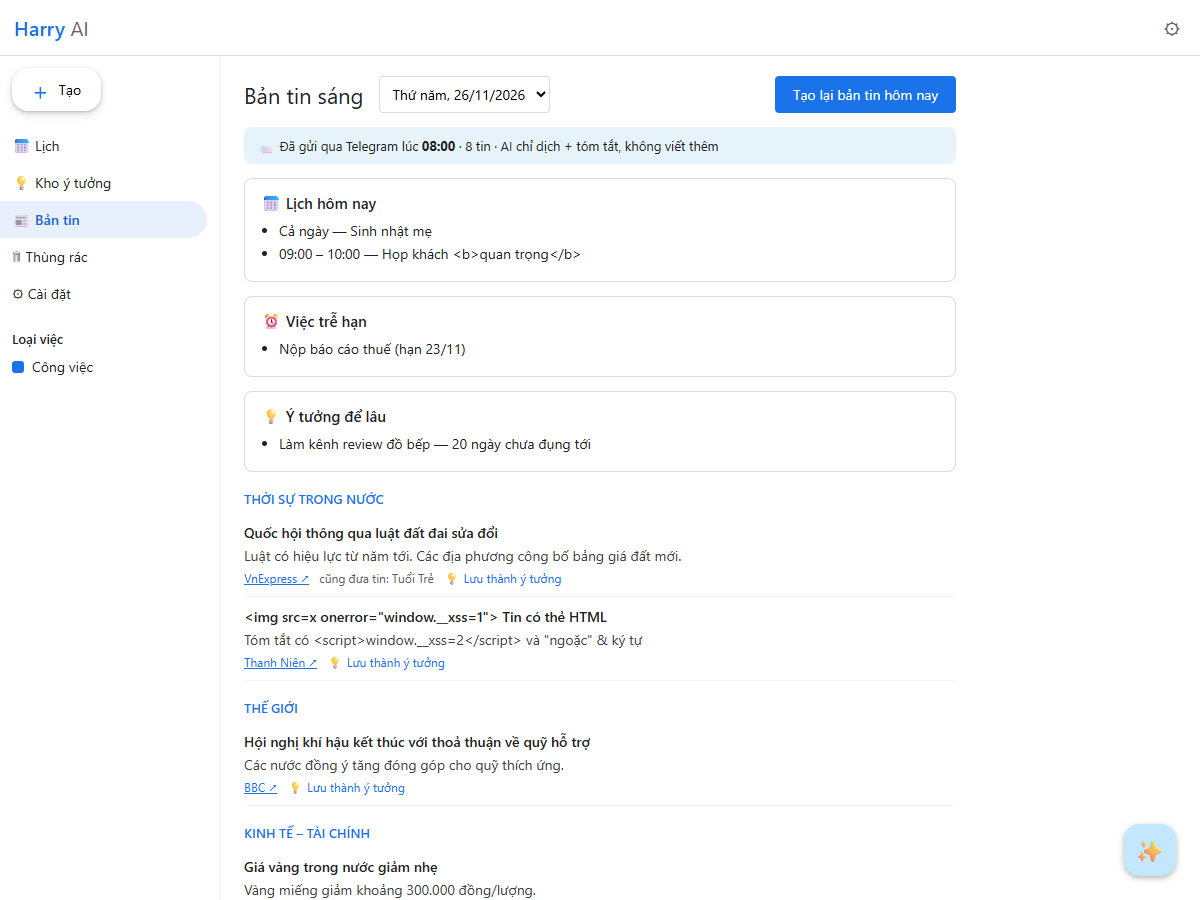 Harry AI
Tạo
Lịch
Kho ý tưởng
Bản tin
Thùng rác
Cài đặt
Loại việc
Công việc
Bản tin sáng
Thứ năm, 26/11/2026
Tạo lại bản tin hôm nay
Đã gửi qua Telegram lúc 08:00 · 8 tin · AI chỉ dịch + tóm tắt, không viết thêm
Lịch hôm nay
Cả ngày — Sinh nhật mẹ
09:00 – 10:00 — Họp khách <b>quan trọng</b>
Việc trễ hạn
Nộp báo cáo thuế (hạn 23/11)
Ý tưởng để lâu
Làm kênh review đồ bếp — 20 ngày chưa đụng tới
THỜI SỰ TRONG NƯỚC
Quốc hội thông qua luật đất đai sửa đổi
Luật có hiệu lực từ năm tới. Các địa phương công bố bảng giá đất mới.
VnExpress ↗ cũng đưa tin: Tuổi Trẻ Lưu thành ý tưởng
<img src=x onerror="window.__xss=1"> Tin có thẻ HTML
Tóm tắt có <script>window.__xss=2</script> và "ngoặc" & ký tự
Thanh Niên ↗ Lưu thành ý tưởng
THẾ GIỚI
Hội nghị khí hậu kết thúc với thoả thuận về quỹ hỗ trợ
Các nước đồng ý tăng đóng góp cho quỹ thích ứng.
BBC ↗ Lưu thành ý tưởng
KINH TẾ – TÀI CHÍNH
Giá vàng trong nước giảm nhẹ
Vàng miếng giảm khoảng 300.000 đồng/lượng.